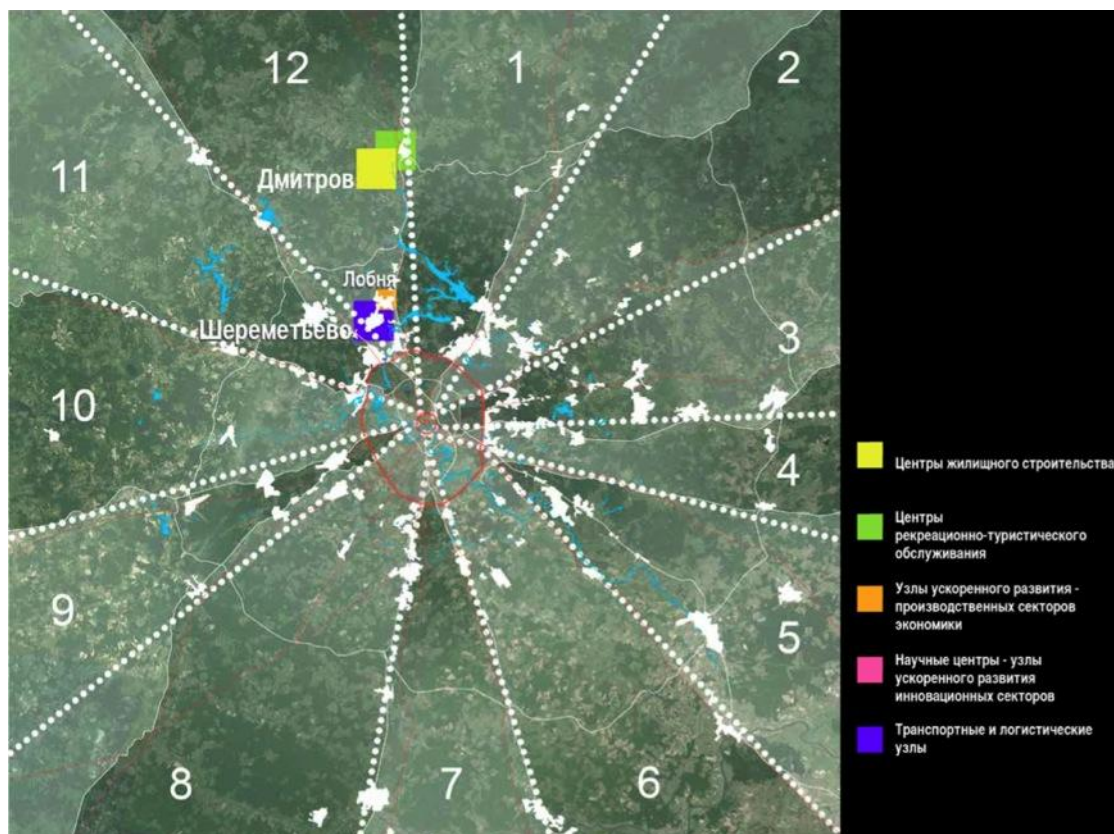 12
1
2
11
Дмитров
Лобня
Шереметьево
3
10
4
9
5
8
7
6
Центры жилищного строительства
Центры
рекреационно-туристического
обслуживания
Узлы ускоренного развития -
производственных секторов
экономики
Научные центры - узлы
ускоренного развития
инновационных секторов
Транспортные и логистические
узлы